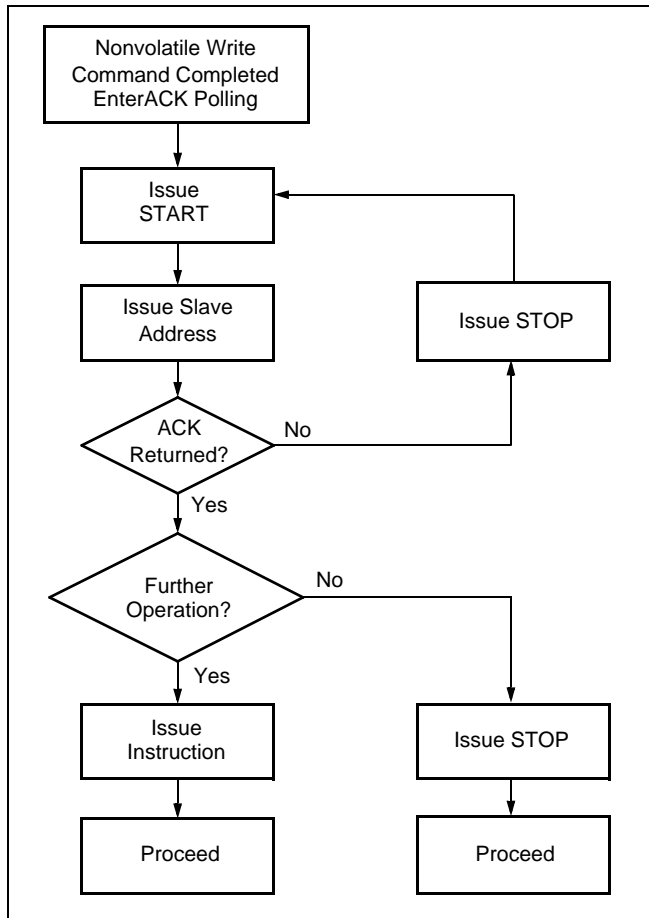 Nonvolatile Write
Command Completed
EnterACK Polling
Issue
START
Issue Slave
Address
Issue STOP
ACK
Returned?
No
Yes
Further
Operation?
No
Yes
Issue
Instruction
Issue STOP
Proceed
Proceed